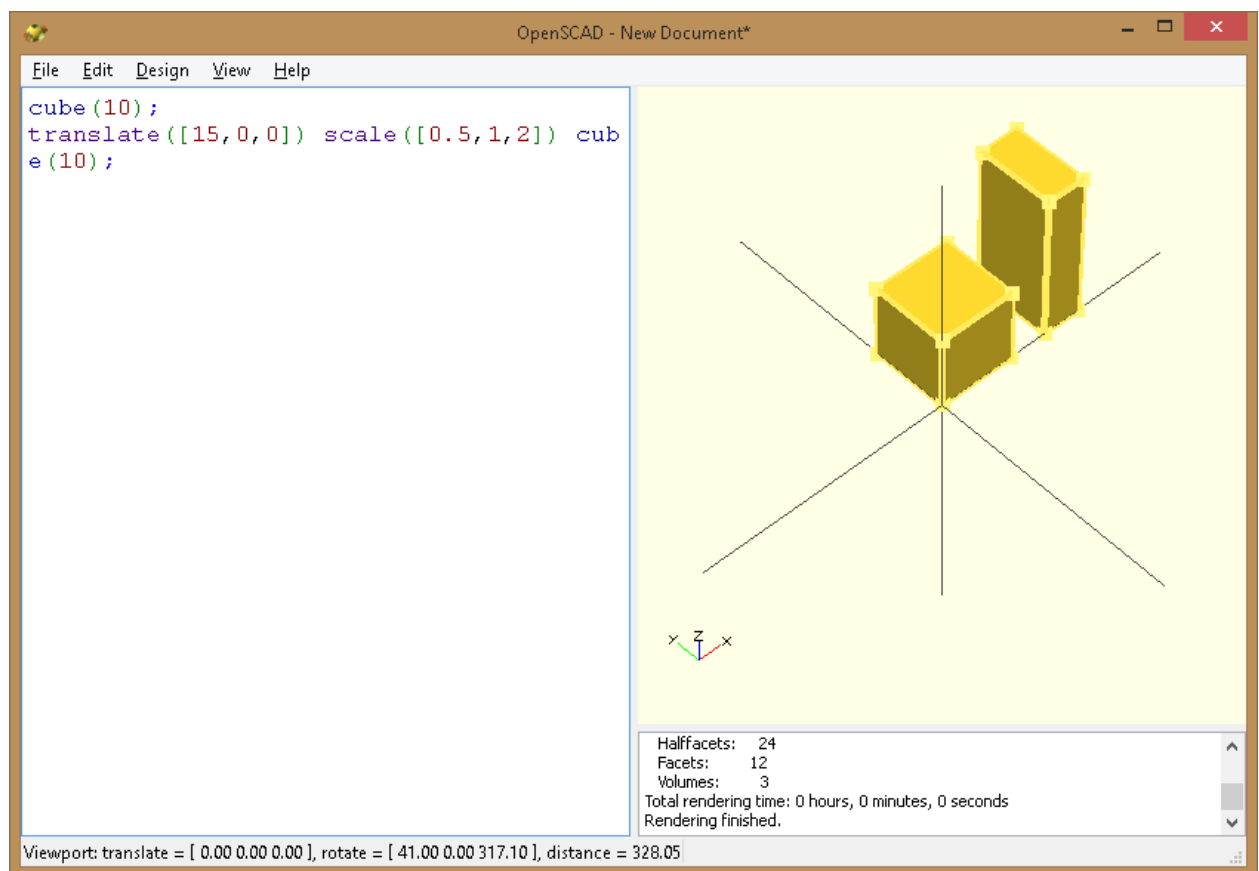 OpenSCAD - New Document*
File Edit Design View Help
cube(10);
translate([15,0,0]) scale([0.5,1,2]) cub
e(10);
Y Z X
Halffacets: 24
Facets: 12
Volumes: 3
Total rendering time: 0 hours, 0 minutes, 0 seconds
Rendering finished.
Viewport: translate = [ 0.00 0.00 0.00 ], rotate = [ 41.00 0.00 317.10 ], distance = 328.05